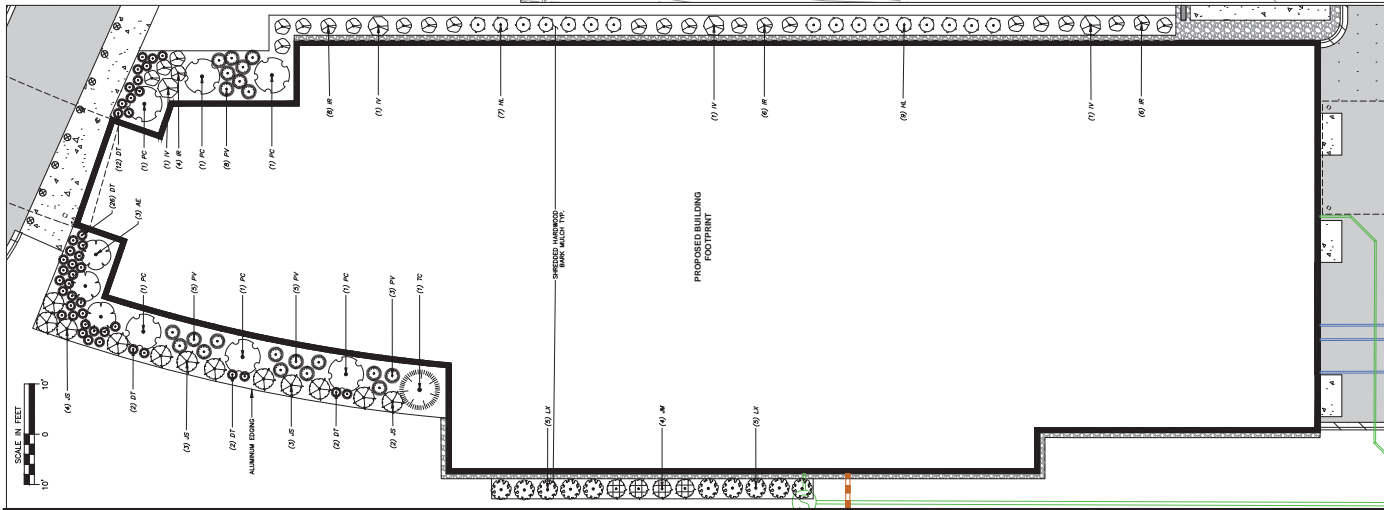 (8) IR
(1) IV
(7) HL
(1) IV
(6) IR
(9) HL
(1) IV
(6) IR
(12) DT
(1) PC
(1) IV
(4) IR
(1) PC
(8) PV
(1) PC
(26) DT
(3) AE
SHREDDED HARDWOOD
BARK MULCH TYP.
PROPOSED BUILDING
FOOTPRINT
(1) PC
(5) PV
(1) PC
(5) PV
(1) PC
(3) PV
(1) TC
(4) JS
(2) DT
(3) JS
(2) DT
ALUMINUM EDGING
(3) JS
(2) DT
(2) JS
(5) LX
(4) JM
(5) LX
SCALE IN FEET
10'
0
10'
S